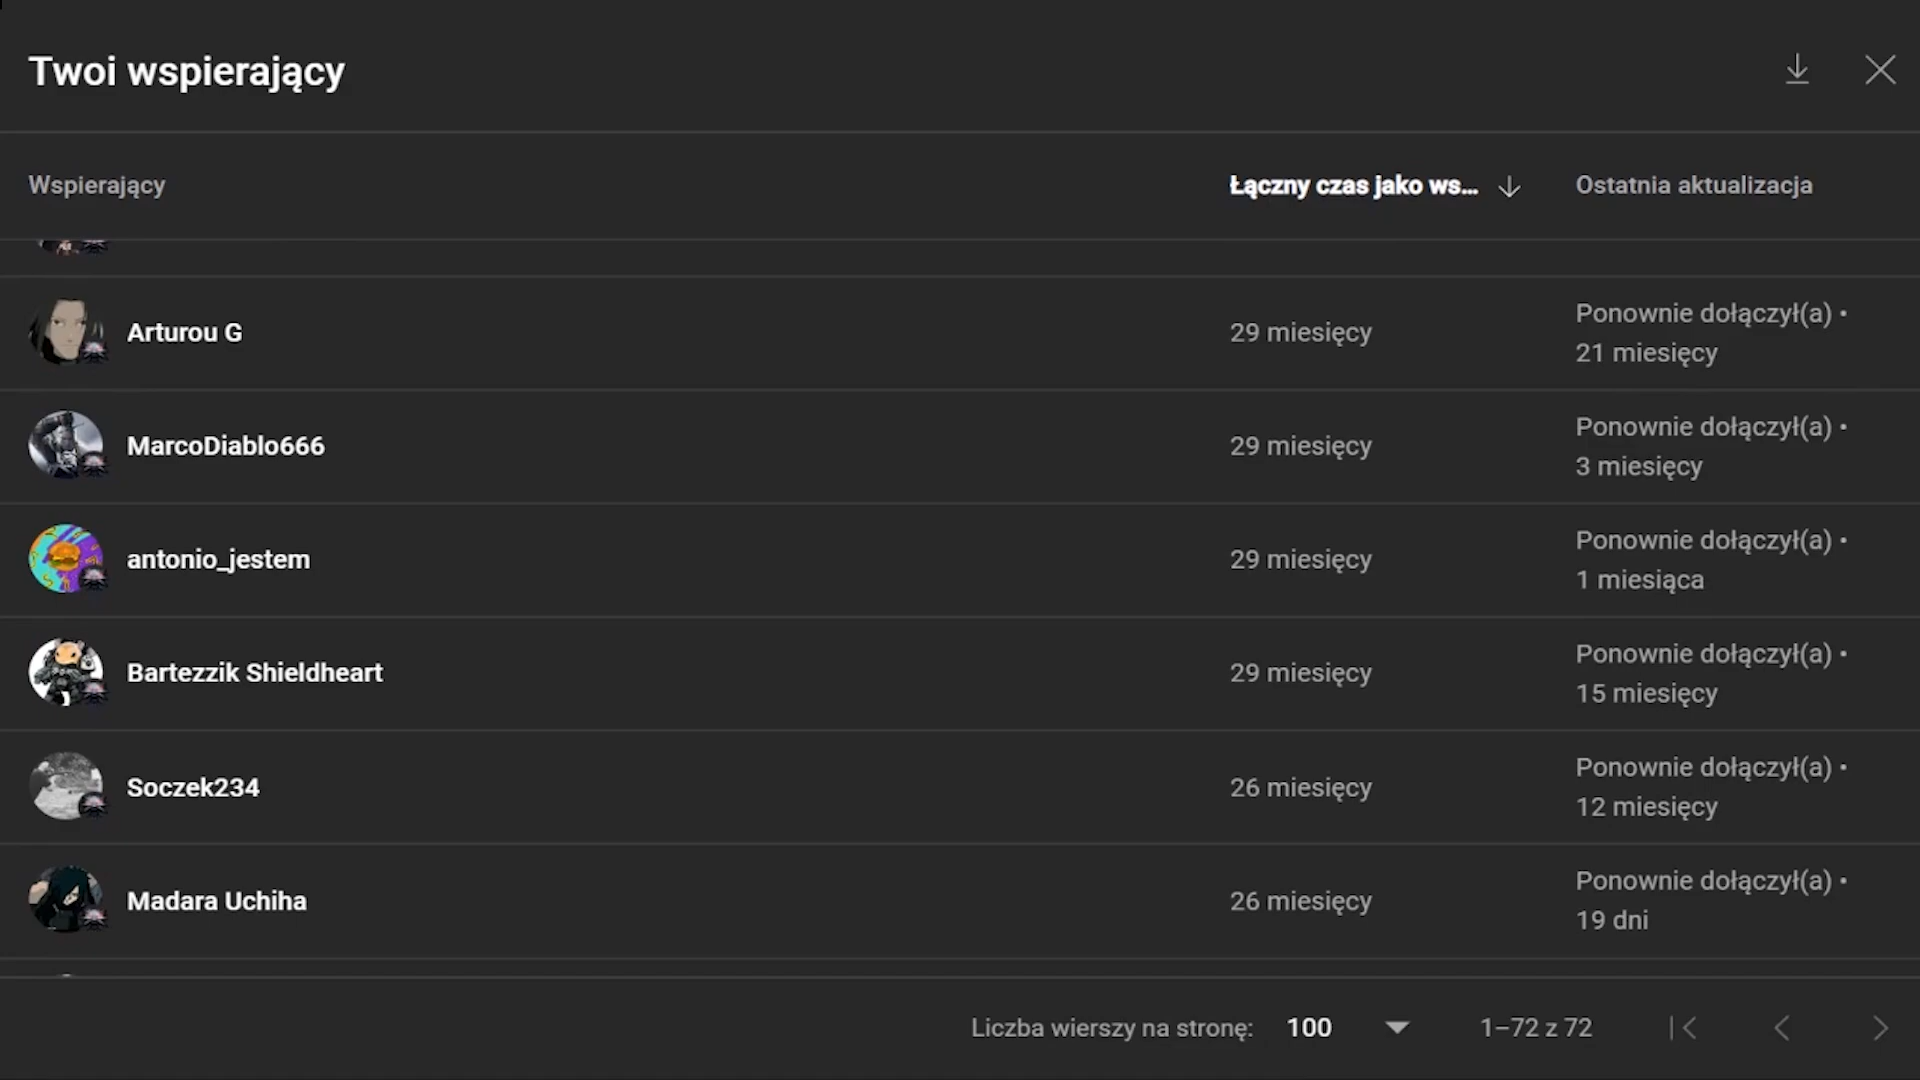 Twoi wspierający
Wspierający
Łączny czas jako ws...
Ostatnia aktualizacja
Arturou G
29 miesięcy
Ponownie dołączył(a) •
21 miesięcy
MarcoDiablo666
29 miesięcy
Ponownie dołączył(a) •
3 miesięcy
antonio_jestem
29 miesięcy
Ponownie dołączył(a) •
1 miesiąca
Bartezzik Shieldheart
29 miesięcy
Ponownie dołączył(a) •
15 miesięcy
Soczek234
26 miesięcy
Ponownie dołączył(a) •
12 miesięcy
Madara Uchiha
26 miesięcy
Ponownie dołączył(a) •
19 dni
Liczba wierszy na stronę: 100
1–72 z 72